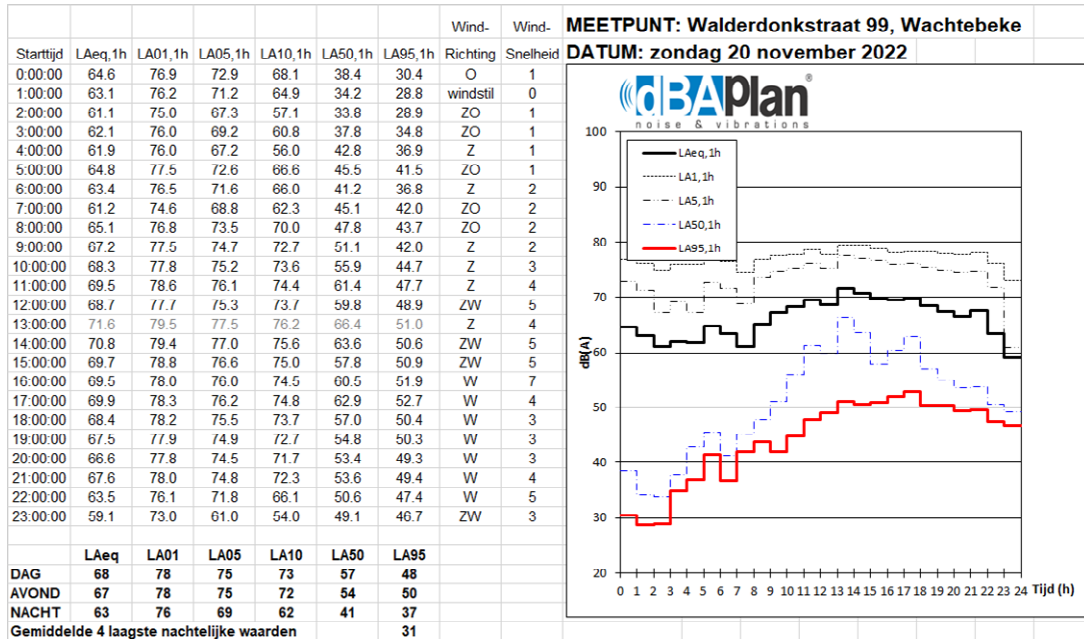 Wind- Wind- MEETPUNT: Walderdonkstraat 99, Wachtebeke
Starttijd LAeq,1h LA01,1h LA05,1h LA10,1h LA50,1h LA95,1h Richting Snelheid DATUM: zondag 20 november 2022
0:00:00 64.6 76.9 72.9 68.1 38.4 30.4 O 1
1:00:00 63.1 76.2 71.2 64.9 34.2 28.8 windstil 0
2:00:00 61.1 75.0 67.3 57.1 33.8 28.9 ZO 1
3:00:00 62.1 76.0 69.2 60.8 37.8 34.8 ZO 1
4:00:00 61.9 76.0 67.2 56.0 42.8 36.9 Z 1
5:00:00 64.8 77.5 72.6 66.6 45.5 41.5 ZO 1
6:00:00 63.4 76.5 71.6 66.0 41.2 36.8 Z 2
7:00:00 61.2 74.6 68.8 62.3 45.1 42.0 ZO 2
8:00:00 65.1 76.8 73.5 70.0 47.8 43.7 ZO 2
9:00:00 67.2 77.5 74.7 72.7 51.1 42.0 Z 2
10:00:00 68.3 77.8 75.2 73.6 55.9 44.7 Z 3
11:00:00 69.5 78.6 76.1 74.4 61.4 47.7 Z 4
12:00:00 68.7 77.7 75.3 73.7 59.8 48.9 ZW 5
13:00:00 71.6 79.5 77.5 76.2 66.4 51.0 Z 4
14:00:00 70.8 79.4 77.0 75.6 63.6 50.6 ZW 5
15:00:00 69.7 78.8 76.6 75.0 57.8 50.9 ZW 5
16:00:00 69.5 78.0 76.0 74.5 60.5 51.9 W 7
17:00:00 69.9 78.3 76.2 74.8 62.9 52.7 W 4
18:00:00 68.4 78.2 75.5 73.7 57.0 50.4 W 3
19:00:00 67.5 77.9 74.9 72.7 54.8 50.3 W 3
20:00:00 66.6 77.8 74.5 71.7 53.4 49.3 W 3
21:00:00 67.6 78.0 74.8 72.3 53.6 49.4 W 4
22:00:00 63.5 76.1 71.8 66.1 50.6 47.4 W 5
23:00:00 59.1 73.0 61.0 54.0 49.1 46.7 ZW 3
LAeq LA01 LA05 LA10 LA50 LA95
DAG 68 78 75 73 57 48
AVOND 67 78 75 72 54 50
NACHT 63 76 69 62 41 37
Gemiddelde 4 laagste nachtelijke waarden 31
dBAPlan®
noise & vibrations
LAeq,1h
LA1,1h
LA5,1h
LA50,1h
LA95,1h
100
90
80
70
60
50
40
30
20
dB(A)
0 1 2 3 4 5 6 7 8 9 10 11 12 13 14 15 16 17 18 19 20 21 22 23 24 Tijd (h)